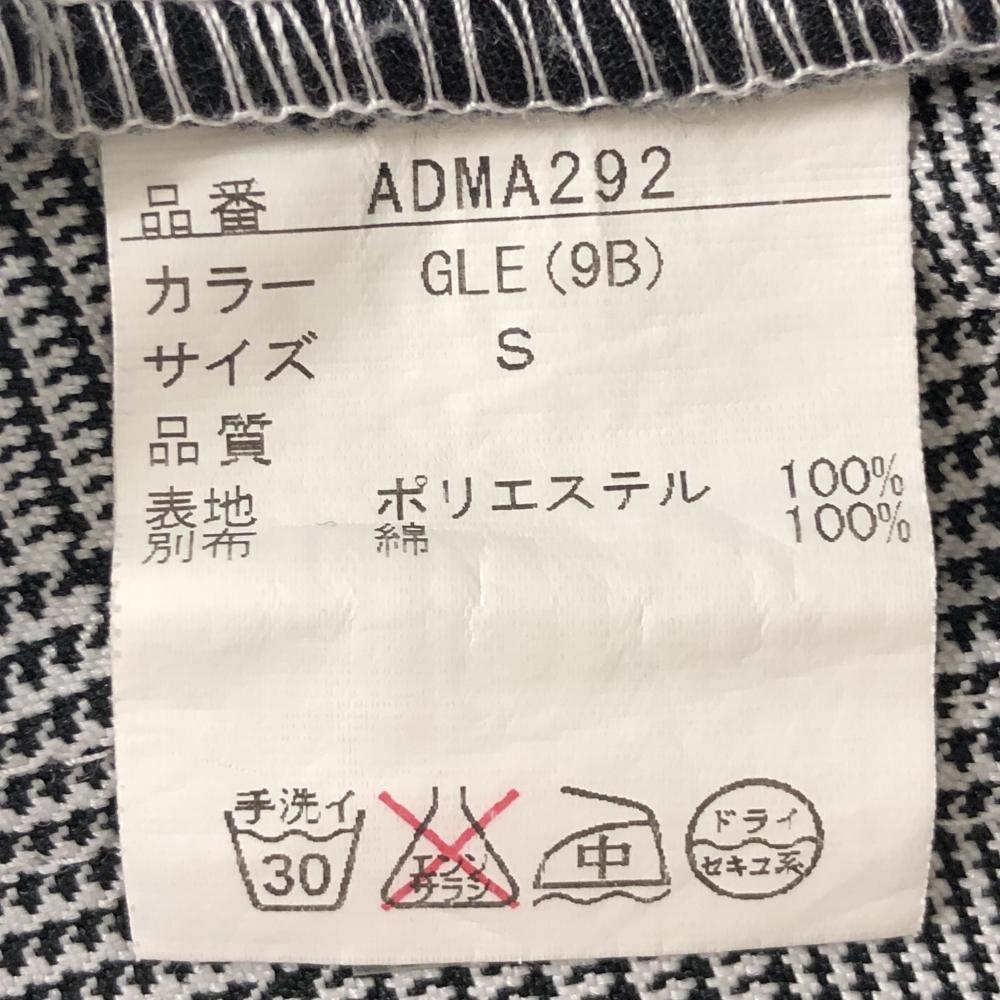 品番 ADMA292
カラー GLE(9B)
サイズ S
品質
表地 ポリエステル 100%
別布 綿 100%
手洗イ
30
エンソ
サラシ
中
ドライ
セキユ系